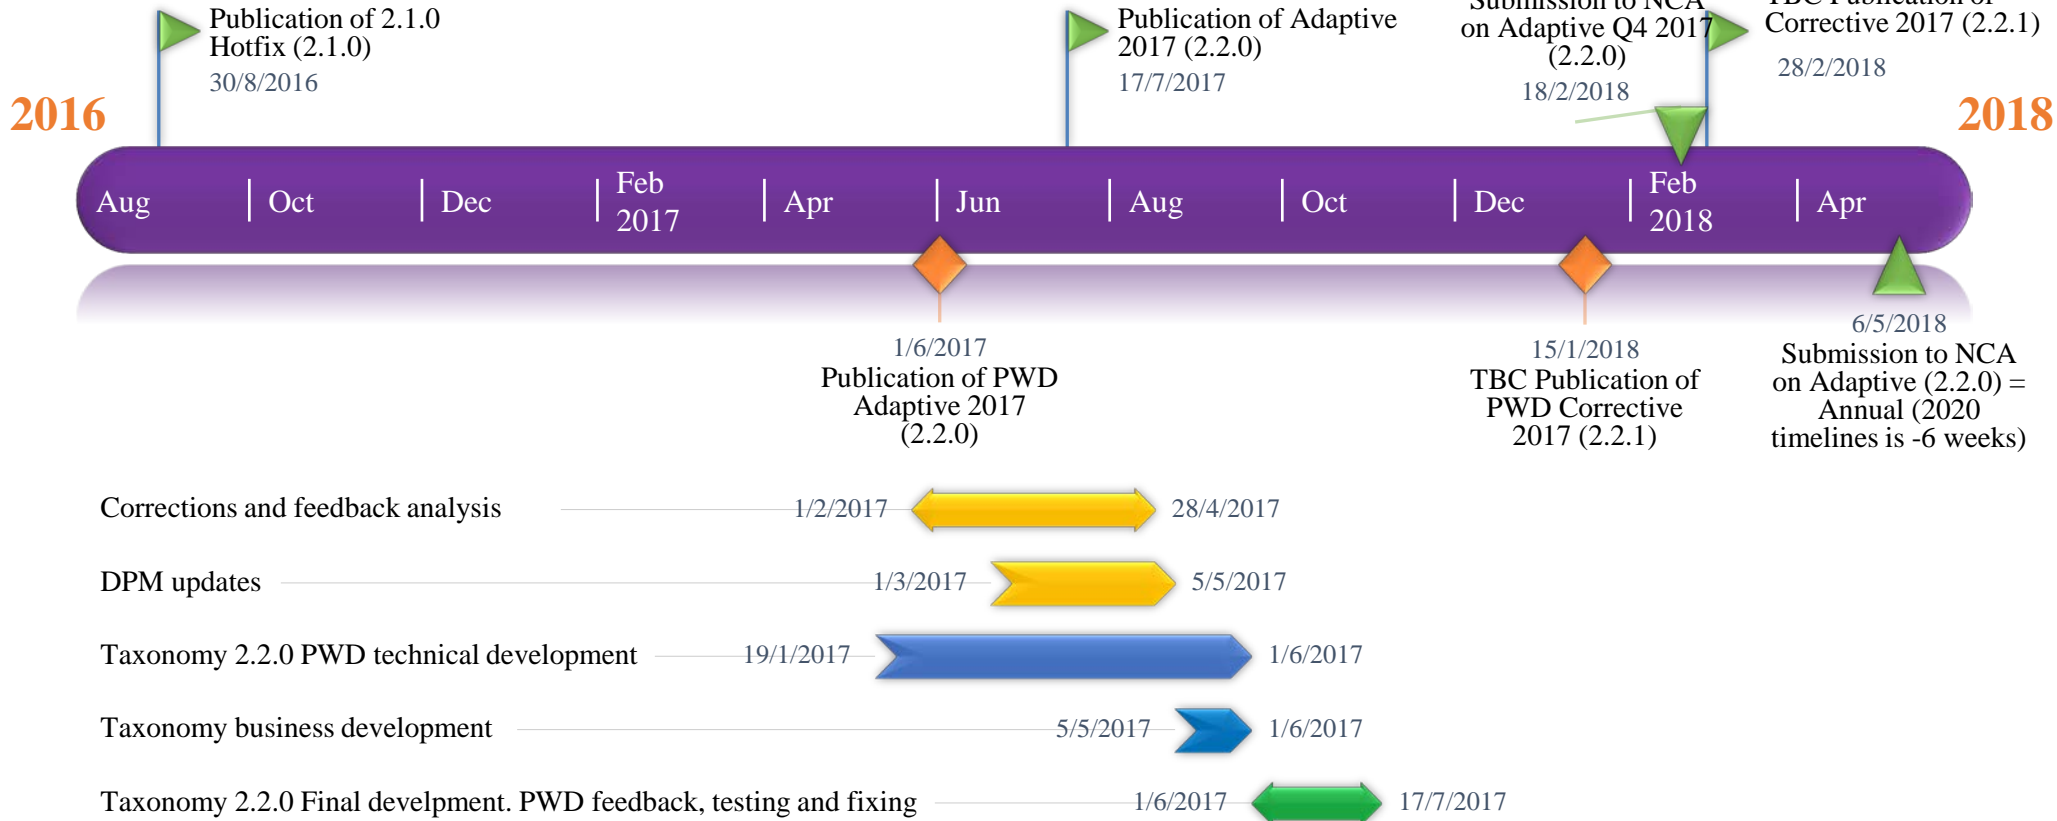 Publication of 2.1.0
Hotfix (2.1.0)
30/8/2016
Publication of Adaptive
2017 (2.2.0)
17/7/2017
Submission to NCA
on Adaptive Q4 2017
(2.2.0)
18/2/2018
TBC Publication of
Corrective 2017 (2.2.1)
28/2/2018
2016
2018
Aug
Oct
Dec
Feb
2017
Apr
Jun
Aug
Oct
Dec
Feb
2018
Apr
1/6/2017
Publication of PWD
Adaptive 2017
(2.2.0)
15/1/2018
TBC Publication of
PWD Corrective
2017 (2.2.1)
6/5/2018
Submission to NCA
on Adaptive (2.2.0) =
Annual (2020
timelines is -6 weeks)
Corrections and feedback analysis 1/2/2017 28/4/2017
DPM updates 1/3/2017 5/5/2017
Taxonomy 2.2.0 PWD technical development 19/1/2017 1/6/2017
Taxonomy business development 5/5/2017 1/6/2017
Taxonomy 2.2.0 Final develpment. PWD feedback, testing and fixing 1/6/2017 17/7/2017